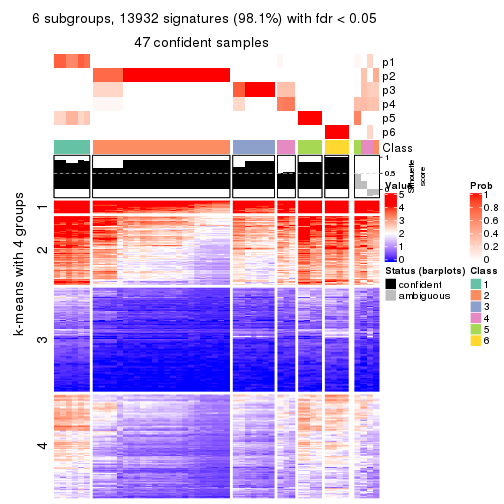 6 subgroups, 13932 signatures (98.1%) with fdr < 0.05
47 confident samples
p1
p2
p3
p4
p5
p6
Class
1
0.5
0
Silhouette
score
k-means with 4 groups
1
2
3
4
Value
5
4
3
2
1
0
Prob
1
0.8
0.6
0.4
0.2
0
Status (barplots)
confident
ambiguous
Class
1
2
3
4
5
6